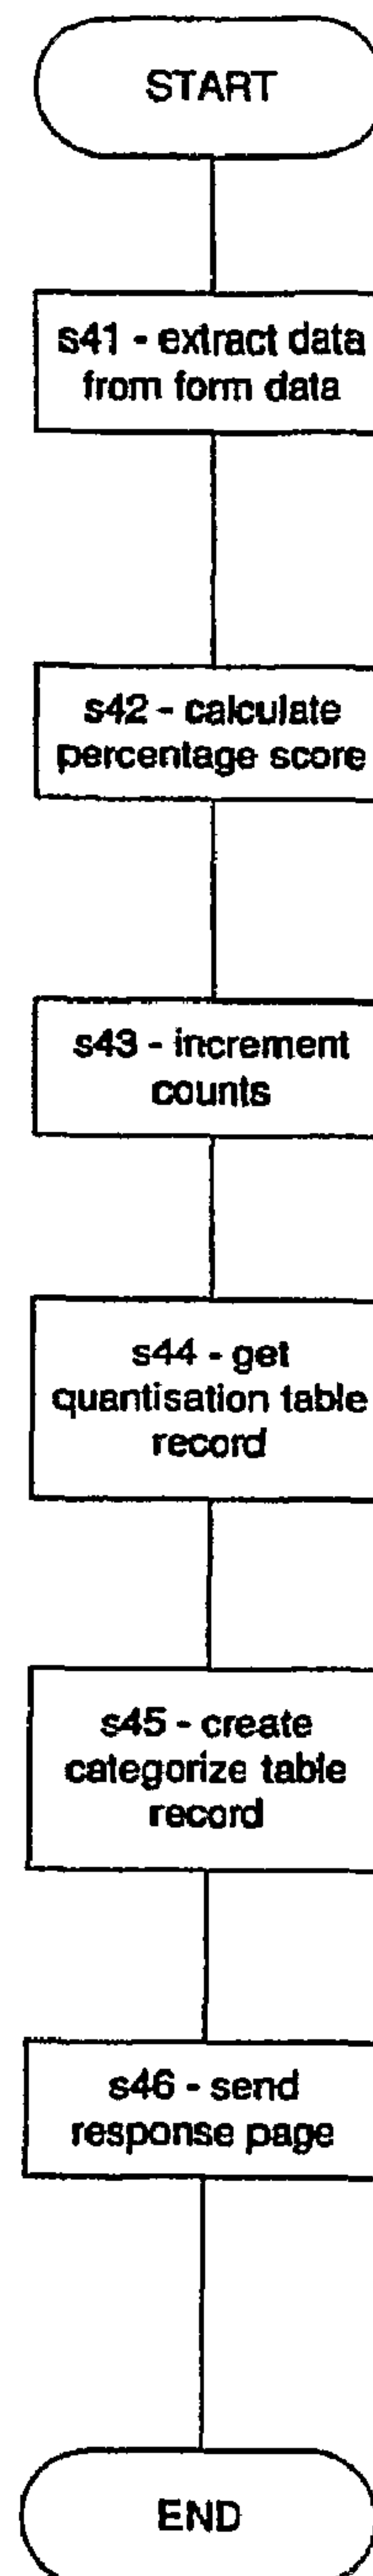 START
s41 - extract data
from form data
s42 - calculate
percentage score
s43 - increment
counts
s44 - get
quantisation table
record
s45 - create
categorize table
record
s46 - send
response page
END